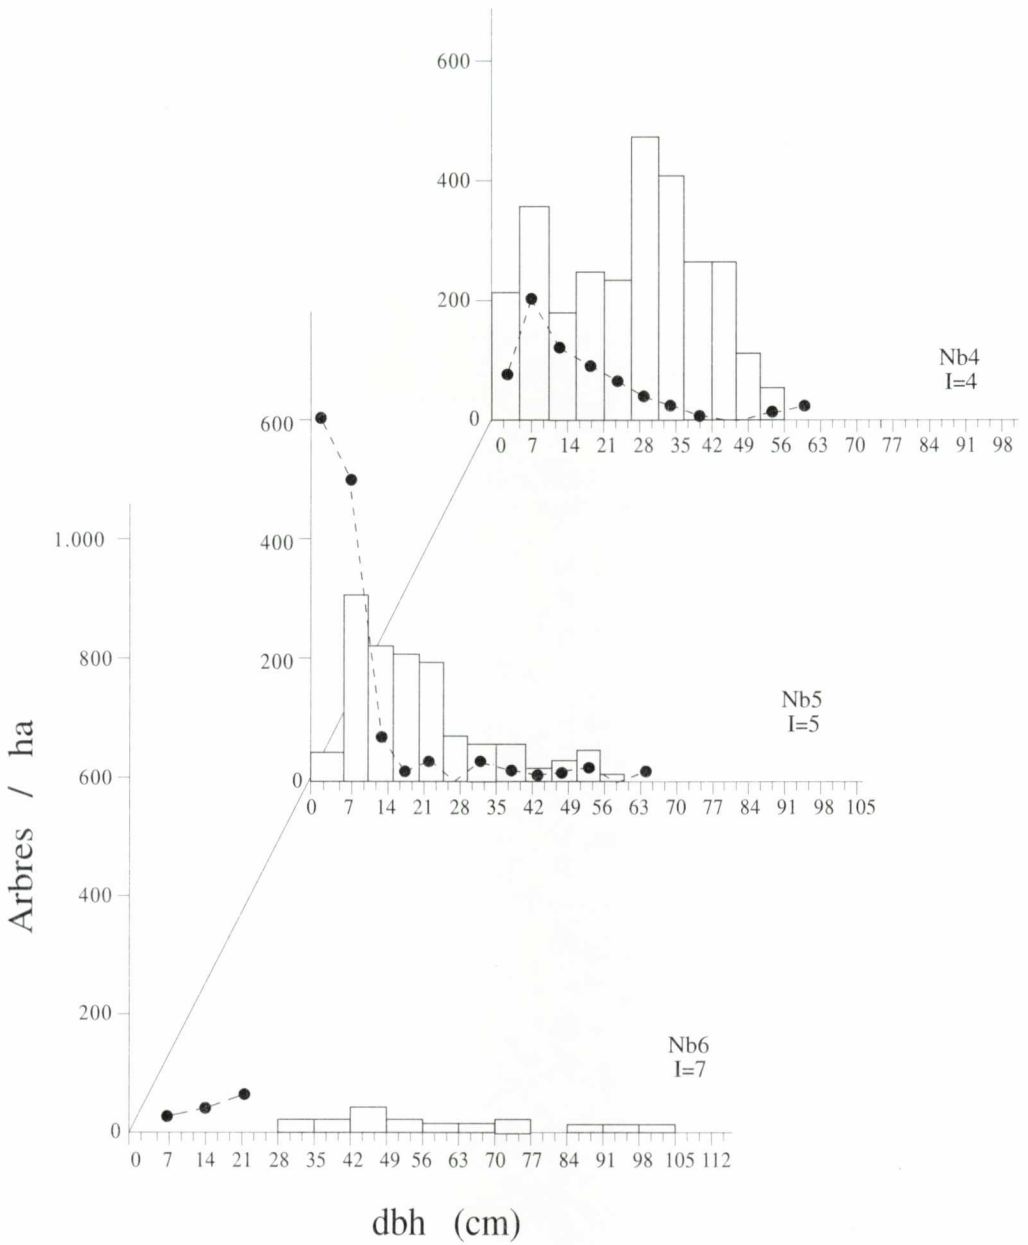 600
400
200
0
0 7 14 21 28 35 42 49 56 63 70 77 84 91 98
Nb4
I=4
600
400
200
0
0 7 14 21 28 35 42 49 56 63 70 77 84 91 98 105
Nb5
I=5
1.000
800
600
400
200
0
0 7 14 21 28 35 42 56 63 70 77 84 91 98 105 112
Nb6
I=7
Arbres / ha
dbh (cm)